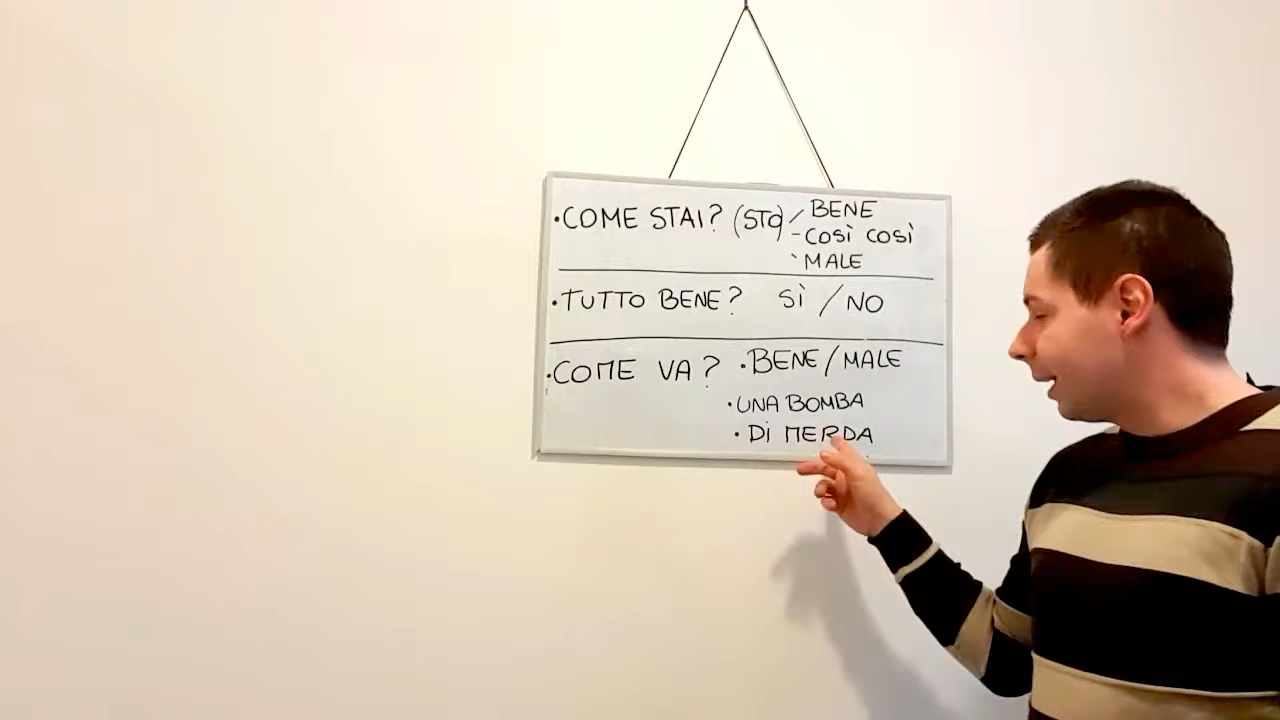 •COME STAI? (STO) / BENE
- COSÌ COSÌ
` MALE
•TUTTO BENE? SÌ / NO
•COME VA? •BENE/MALE
•UNA BOMBA
•DI MERDA